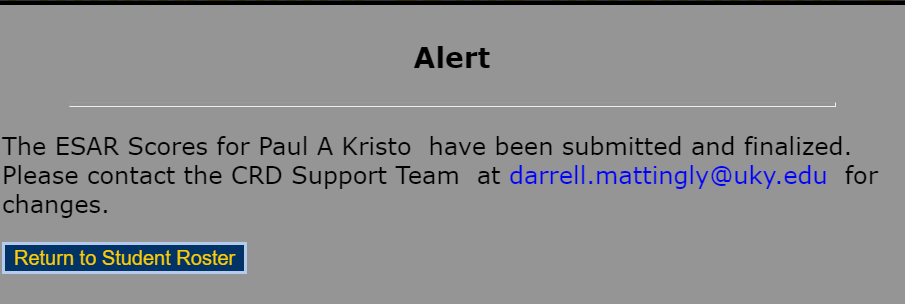 Alert
The ESAR Scores for Paul A Kristo  have been submitted and finalized.
Please contact the CRD Support Team  at darrell.mattingly@uky.edu  for
changes.
Return to Student Roster